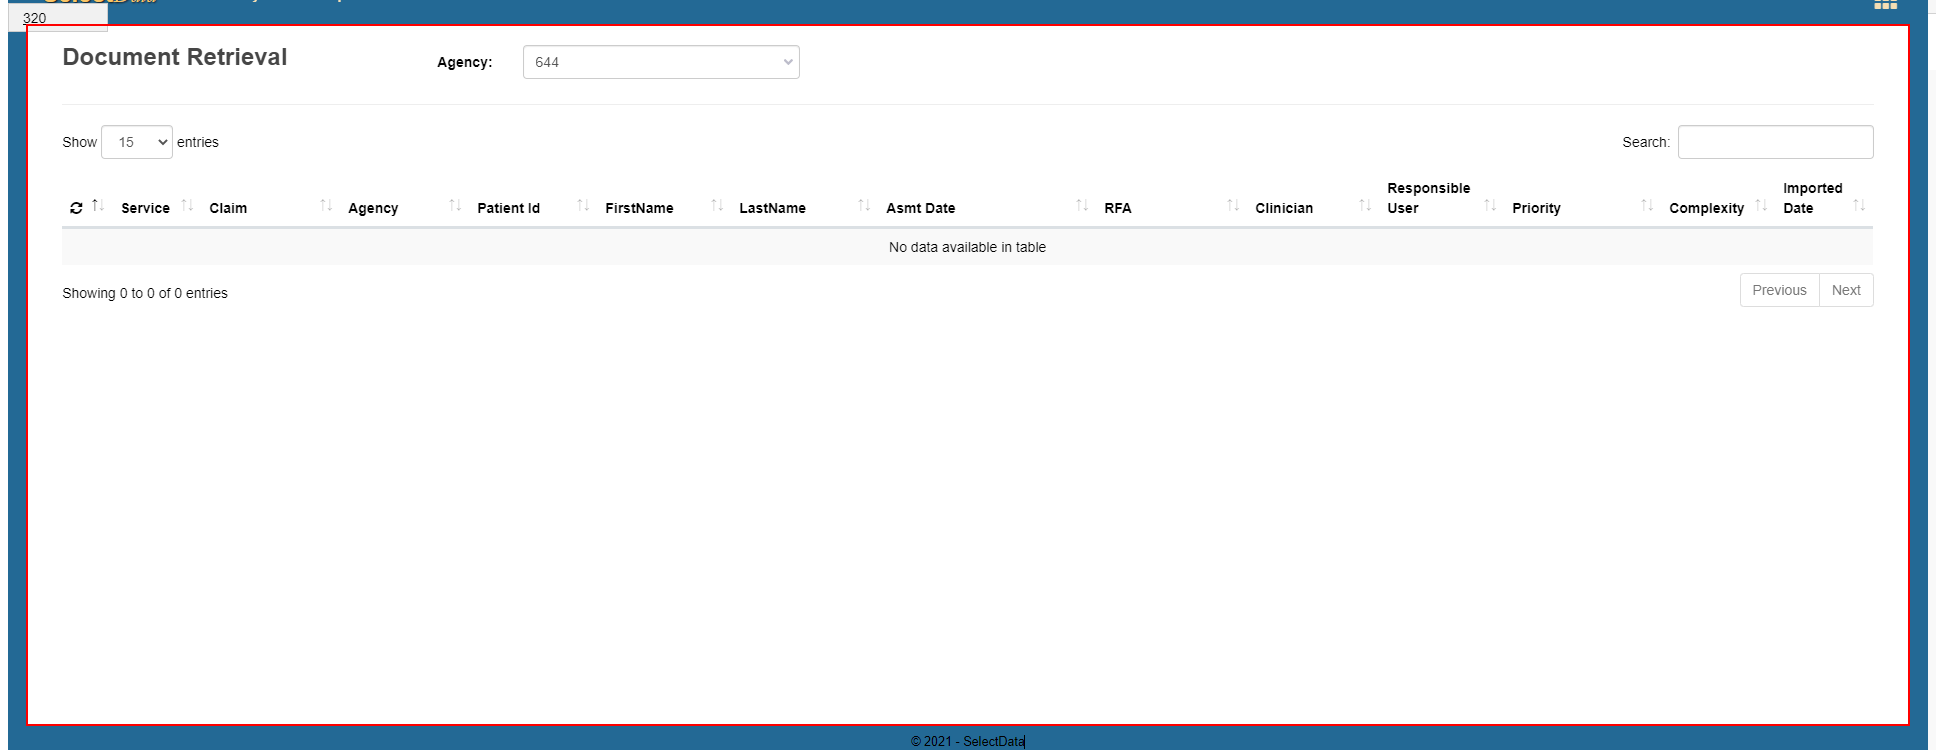 320
Document Retrieval
Agency: 644
Show 15 entries
Search:
Service Claim Agency Patient Id FirstName LastName Asmt Date RFA Clinician Responsible User Priority Complexity Imported Date
No data available in table
Showing 0 to 0 of 0 entries
Previous Next
© 2021 - SelectData